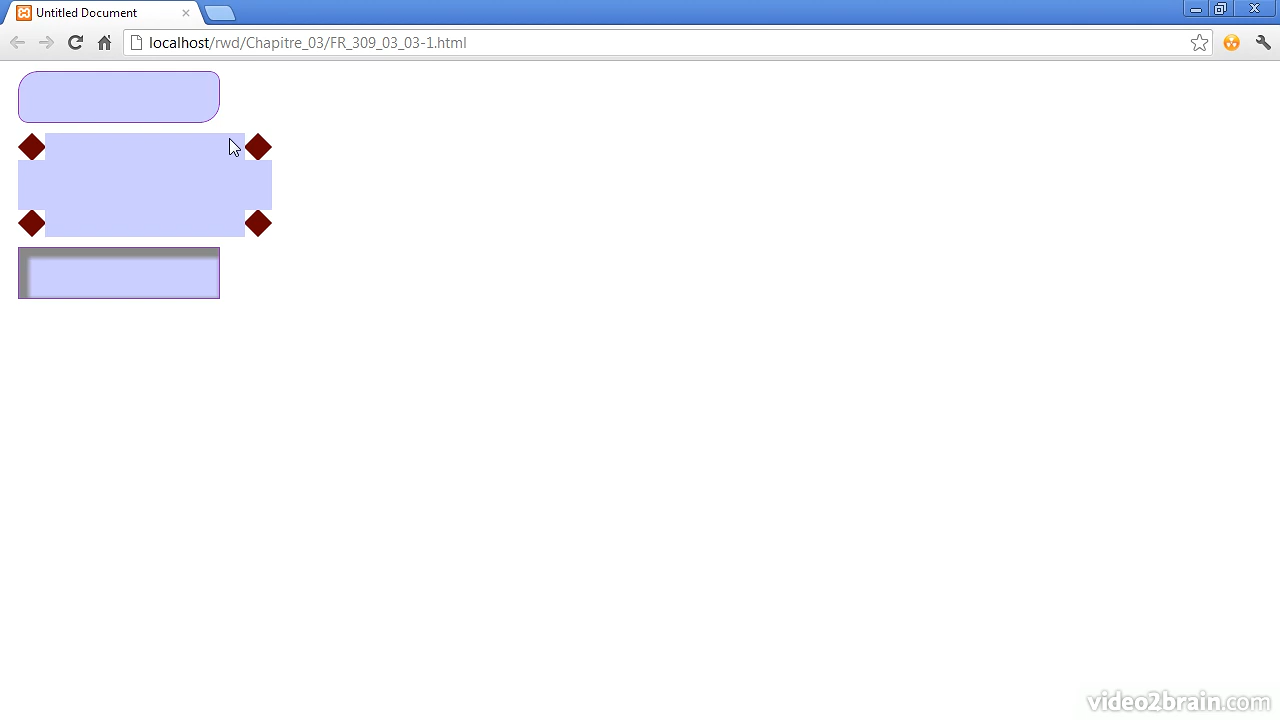 Untitled Document
localhost/rwd/Chapitre_03/FR_309_03_03-1.html
video2brain.com